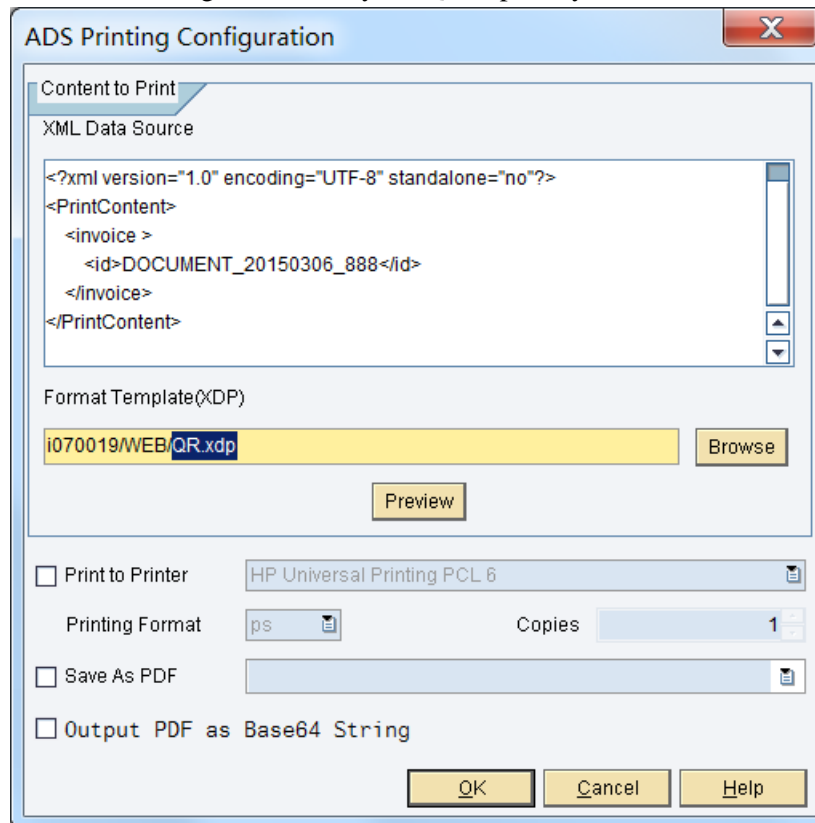 ADS Printing Configuration
Content to Print
XML Data Source
<?xml version="1.0" encoding="UTF-8" standalone="no"?>
<PrintContent>
<invoice >
<id>DOCUMENT_20150306_888</id>
</invoice>
</PrintContent>
Format Template(XDP)
i070019/WEB/QR.xdp
Browse
Preview
Print to Printer HP Universal Printing PCL 6
Printing Format ps Copies 1
Save As PDF
Output PDF as Base64 String
OK Cancel Help